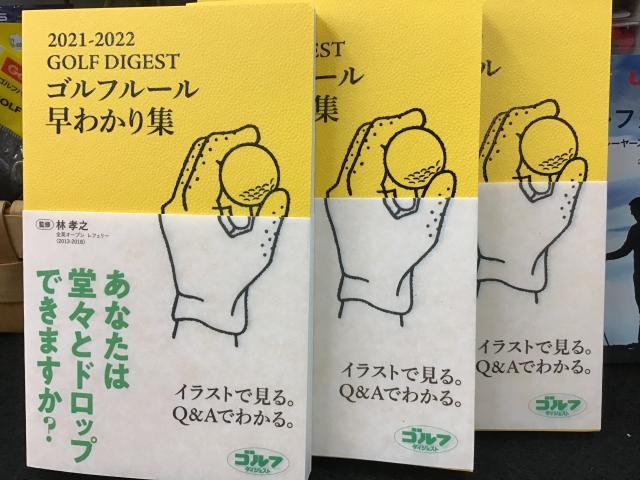 2021-2022
GOLF DIGEST
ゴルフルール
早わかり集
監修 林 孝之
全英オープン レフェリー
(2013-2018)
あなたは
堂々とドロップ
できますか?
イラストで見る。
Q&Aでわかる。
ゴルフ
ダイジェスト
EST
ール
集
イラストで見る。
Q&Aでわかる。
ゴルフ
ダイジェスト
ル
イラストで見る。
Q&Aでわかる。
ゴルフ
ダイジェスト